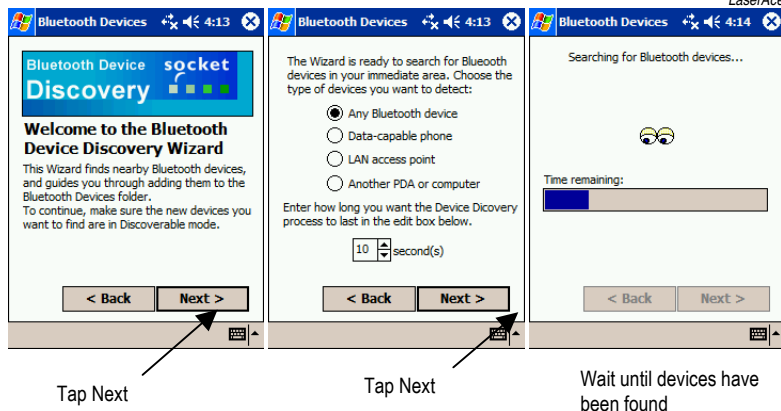 LaserAce
Bluetooth Devices 4:13
Bluetooth Device socket
Discovery
Welcome to the Bluetooth
Device Discovery Wizard
This Wizard finds nearby Bluetooth devices,
and guides you through adding them to the
Bluetooth Devices folder.
To continue, make sure the new devices you
want to find are in Discoverable mode.
< Back Next >
Tap Next
Bluetooth Devices 4:13
The Wizard is ready to search for Blueooth
devices in your immediate area. Choose the
type of devices you want to detect:
Any Bluetooth device
Data-capable phone
LAN access point
Another PDA or computer
Enter how long you want the Device Dicovery
process to last in the edit box below.
10 second(s)
< Back Next >
Tap Next
Bluetooth Devices 4:14
Searching for Bluetooth devices...
Time remaining:
< Back Next >
Wait until devices have
been found